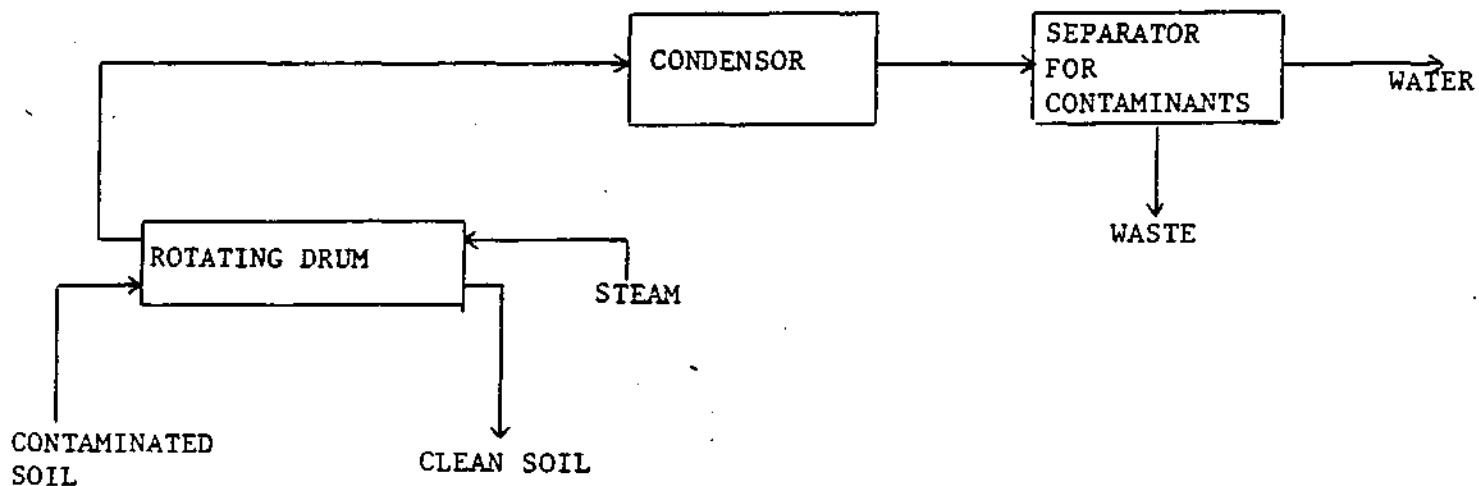 CONDENSOR
SEPARATOR
FOR
CONTAMINANTS
WATER
WASTE
ROTATING DRUM
STEAM
CONTAMINATED
SOIL
CLEAN SOIL